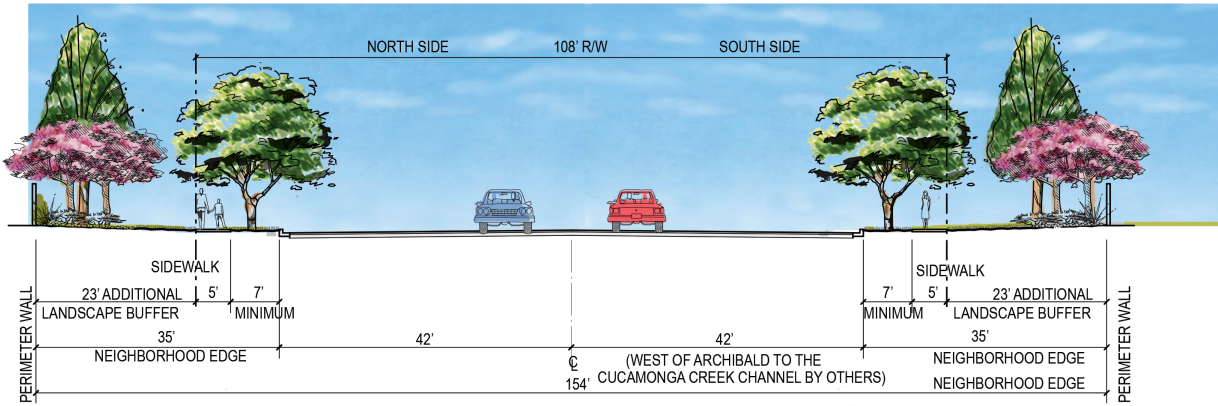 NORTH SIDE 108' R/W SOUTH SIDE
SIDEWALK SIDEWALK
23' ADDITIONAL 5' 7' 7' 5' 23' ADDITIONAL
LANDSCAPE BUFFER MINIMUM MINIMUM LANDSCAPE BUFFER
35' 42' 42' 35'
NEIGHBORHOOD EDGE ℄ (WEST OF ARCHIBALD TO THE NEIGHBORHOOD EDGE
CUCAMONGA CREEK CHANNEL BY OTHERS)
154' NEIGHBORHOOD EDGE
PERIMETER WALL
PERIMETER WALL